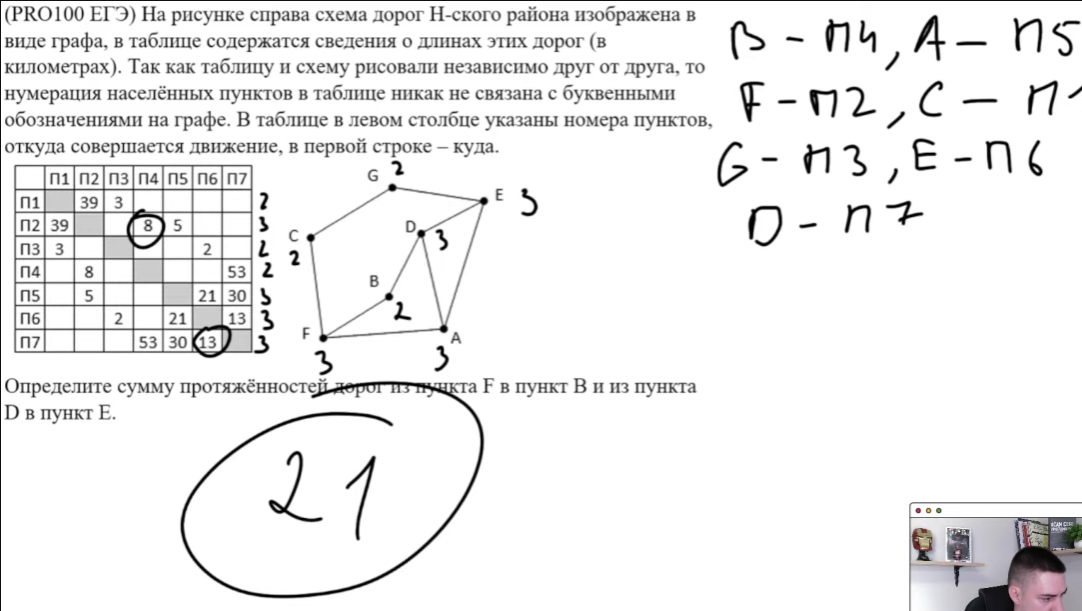 (PRO100 ЕГЭ) На рисунке справа схема дорог Н-ского района изображена в
виде графа, в таблице содержатся сведения о длинах этих дорог (в
километрах). Так как таблицу и схему рисовали независимо друг от друга, то
нумерация населённых пунктов в таблице никак не связана с буквенными
обозначениями на графе. В таблице в левом столбце указаны номера пунктов,
откуда совершается движение, в первой строке – куда.
B - П4, A - П5
F - П2, C - П1
G - П3, E - П6
D - П7
П1 П2 П3 П4 П5 П6 П7
П1 39 3 2
П2 39 8 5 3
П3 3 2 2
П4 8 53 2
П5 5 21 30 3
П6 2 21 13 3
П7 53 30 13 3
G 2
E 3
D 3
C 2
B 2
F 3
A 3
Определите сумму протяжённостей дорог из пункта F в пункт B и из пункта
D в пункт E.
21